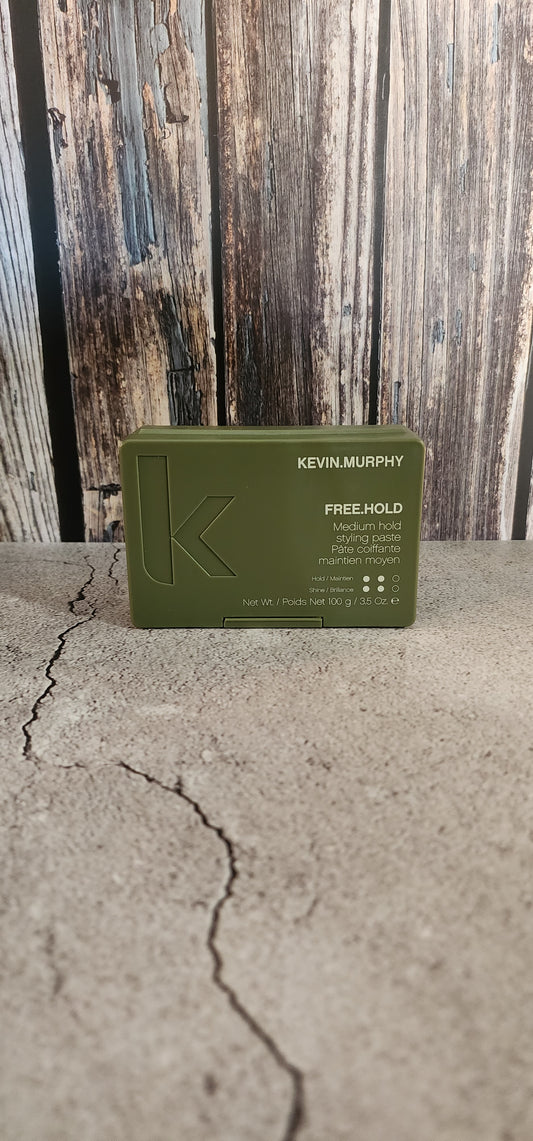 k
KEVIN.MURPHY
FREE.HOLD
Medium hold
styling paste
Pâte coiffante
maintien moyen
Hold / Maintien
Shine / Brillance
Net Wt. / Poids Net 100 g / 3.5 Oz. ℮